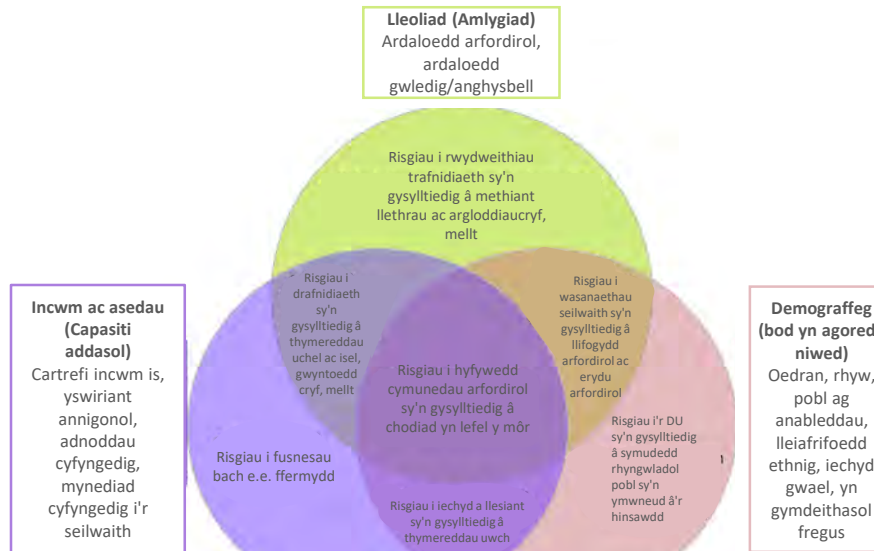 Lleoliad (Amlygiad)
Ardaloedd arfordirol,
ardaloedd
gwledig/anghysbell
Risgiau i rwydweithiau
trafnidiaeth sy'n
gysylltiedig â methiant
llethrau ac argloddiaucryf,
mellt
Risgiau i
drafnidiaeth
sy'n
gysylltiedig â
thymereddau
uchel ac isel,
gwyntoedd
cryf, mellt
Risgiau i
wasanaethau
seilwaith sy'n
gysylltiedig â
llifogydd
arfordirol ac
erydu
arfordirol
Incwm ac asedau
(Capasiti
addasol)
Cartrefi incwm is,
yswiriant
annigonol,
adnoddau
cyfyngedig,
mynediad
cyfyngedig i'r
seilwaith
Risgiau i hyfywedd
cymunedau arfordirol
sy'n gysylltiedig â
chodiad yn lefel y môr
Demograffeg
(bod yn agored
niwed)
Oedran, rhyw,
pobl ag
anableddau,
lleiafrifoedd
ethnig, iechyd
gwael, yn
gymdeithasol
fregus
Risgiau i fusnesau
bach e.e. ffermydd
Risgiau i'r DU
sy'n gysylltiedig
â symudedd
rhyngwladol
pobl sy'n
ymwneud â'r
hinsawdd
Risgiau i iechyd a llesiant
sy'n gysylltiedig â
thymereddau uwch